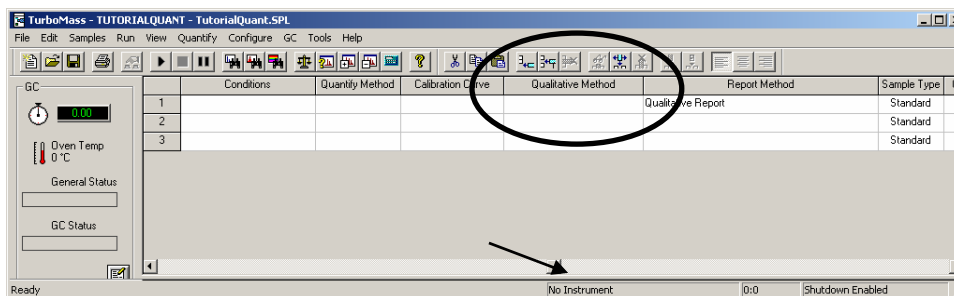 TurboMass - TUTORIALQUANT - TutorialQuant.SPL
File Edit Samples Run View Quantify Configure GC Tools Help
GC
Conditions Quantify Method Calibration Curve Qualitative Method Report Method Sample Type
0.00
1 Qualitative Report Standard
2 Standard
3 Standard
Oven Temp
0 °C
General Status
GC Status
Ready No Instrument 0:0 Shutdown Enabled